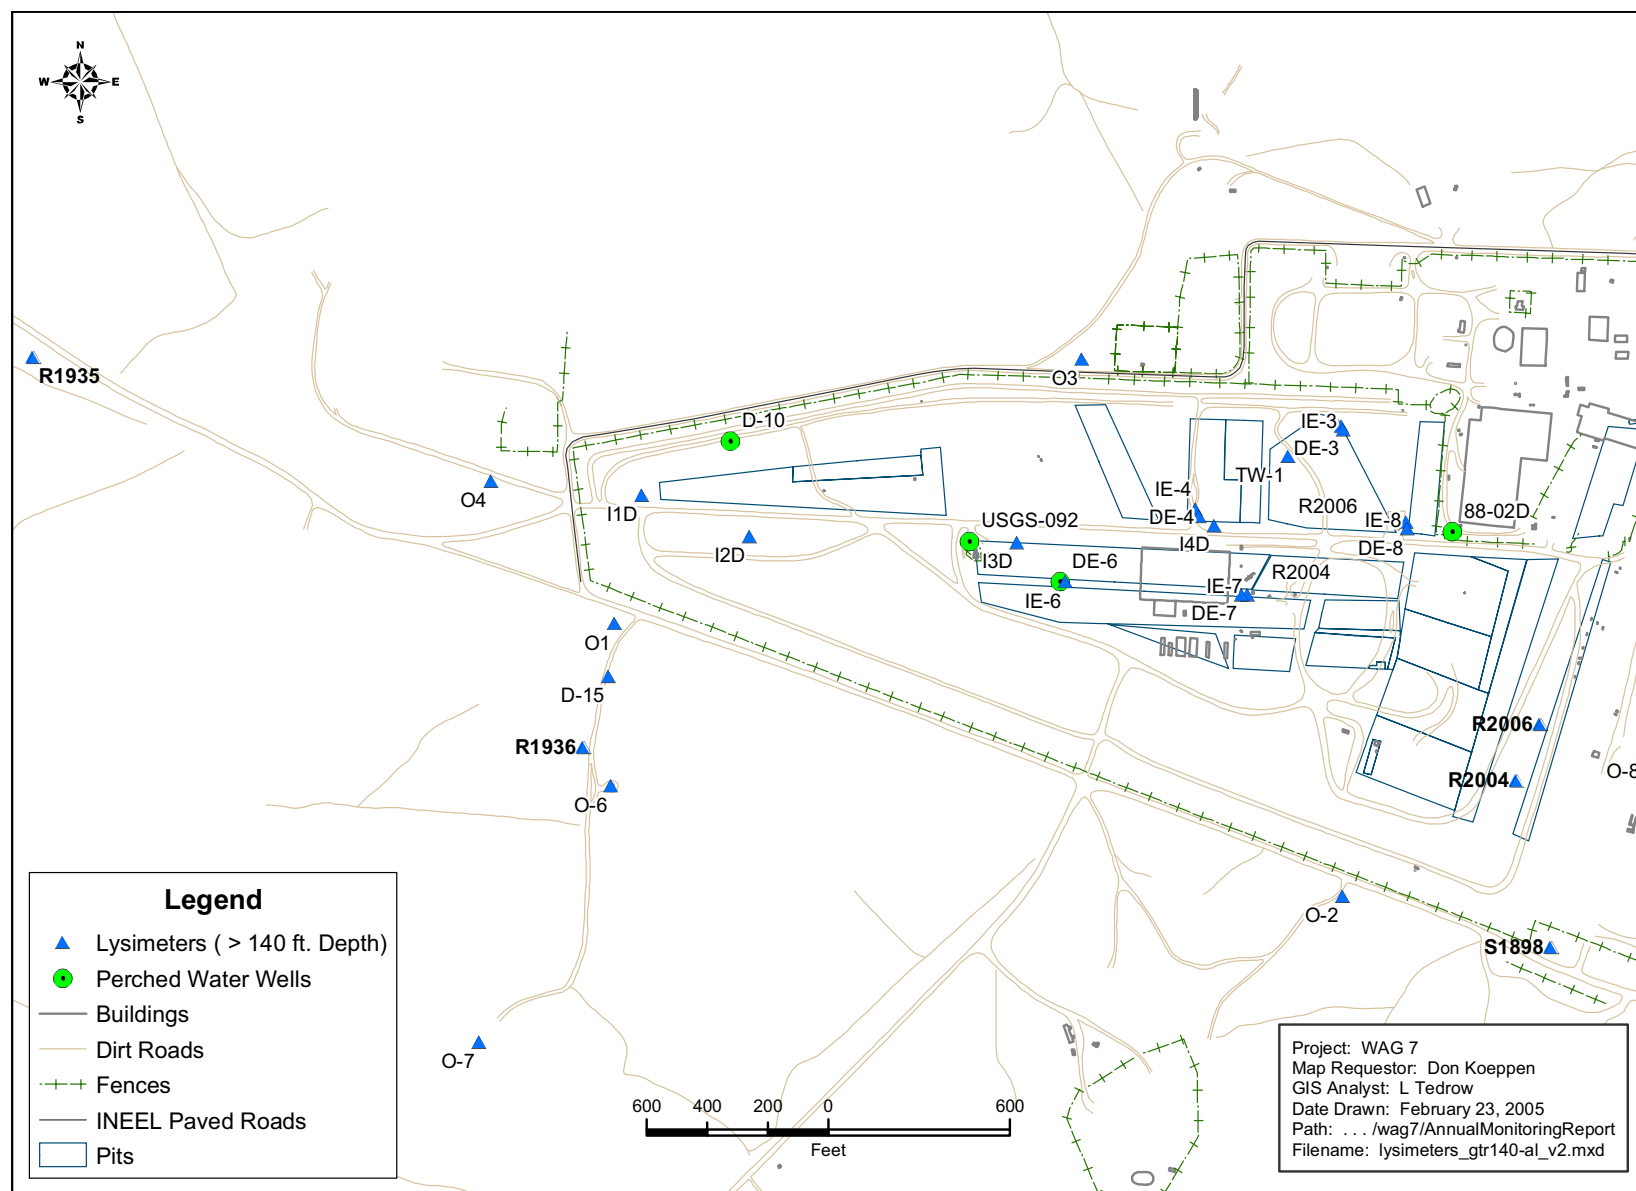 N
W E
S
R1935
O3
D-10
IE-3
DE-3
O4
I1D
I2D
IE-4
TW-1
DE-4
R2006
IE-8
88-02D
USGS-092
I3D
DE-6
I4D
DE-8
R2004
IE-7
IE-6
DE-7
O1
D-15
R1936
O-6
R2006
R2004
O-8
O-2
S1898
O-7
Legend
Lysimeters ( > 140 ft. Depth)
Perched Water Wells
Buildings
Dirt Roads
Fences
INEEL Paved Roads
Pits
600 400 200 0 600
Feet
Project: WAG 7
Map Requestor: Don Koeppen
GIS Analyst: L Tedrow
Date Drawn: February 23, 2005
Path: . . . /wag7/AnnualMonitoringReport
Filename: lysimeters_gtr140-al_v2.mxd